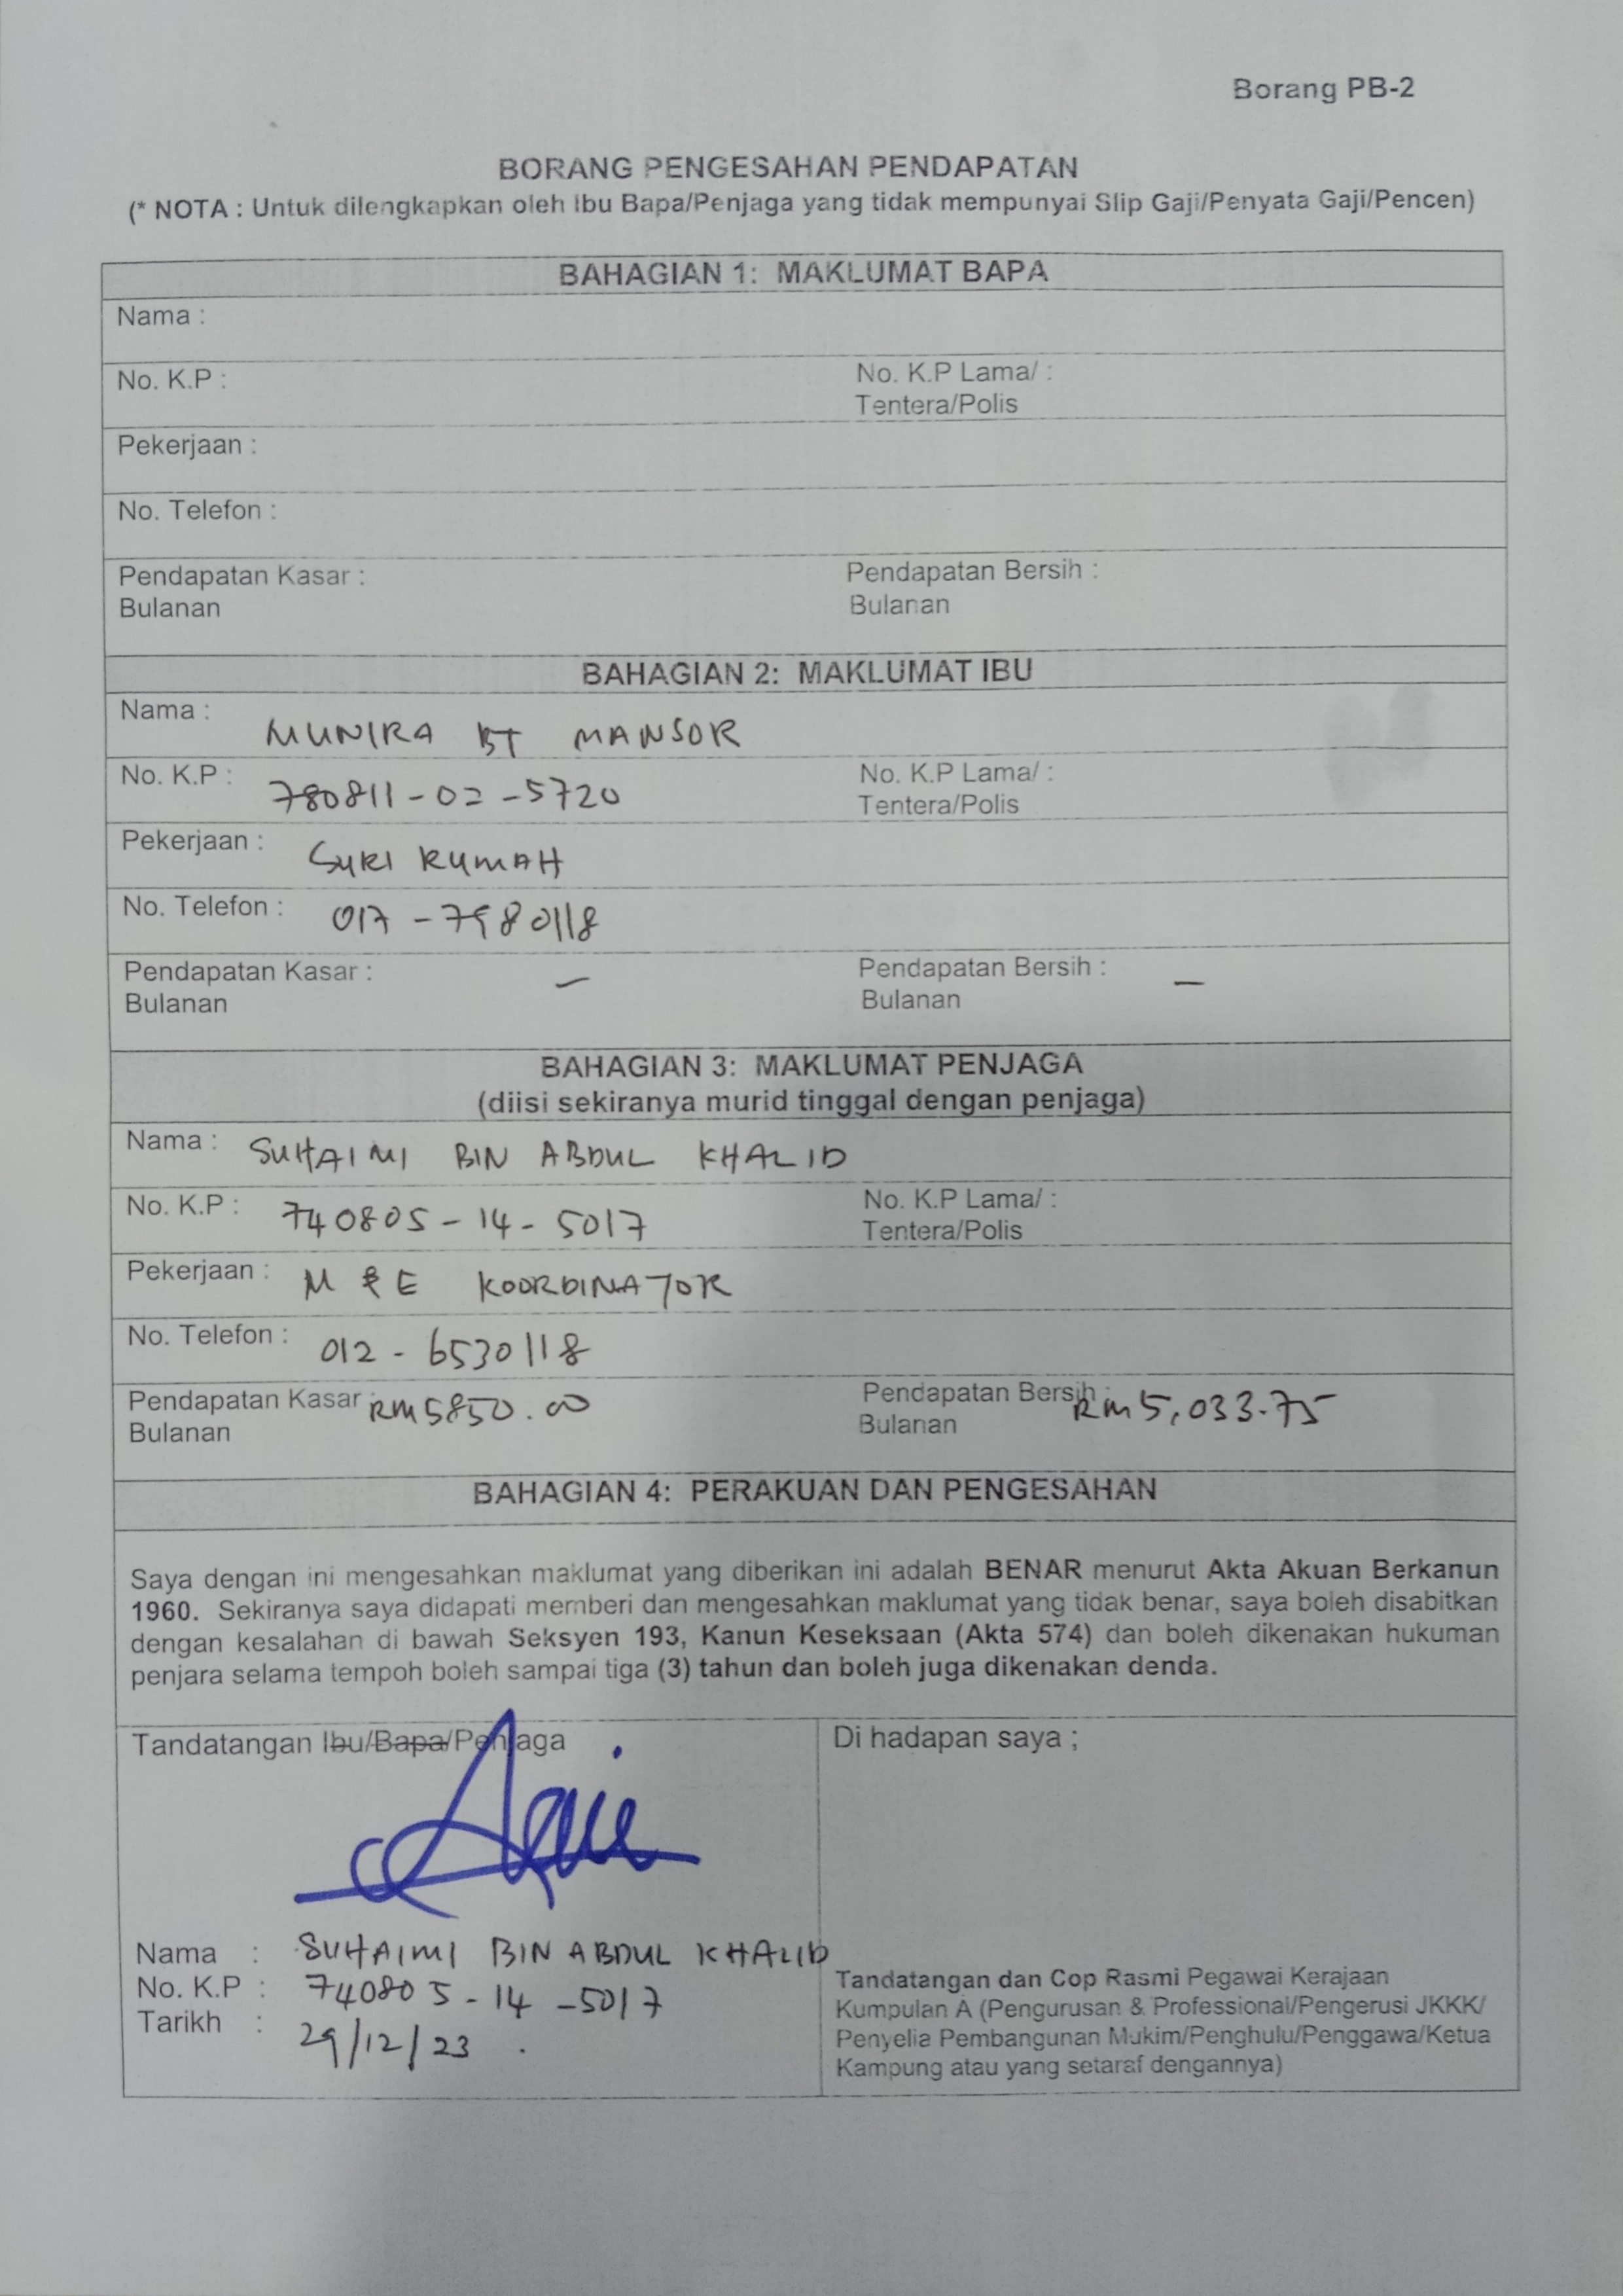 Borang PB-2
BORANG PENGESAHAN PENDAPATAN
(* NOTA : Untuk dilengkapkan oleh Ibu Bapa/Penjaga yang tidak mempunyai Slip Gaji/Penyata Gaji/Pencen)
BAHAGIAN 1: MAKLUMAT BAPA
Nama :
No. K.P :
No. K.P Lama/ :
Tentera/Polis
Pekerjaan :
No. Telefon :
Pendapatan Kasar :
Bulanan
Pendapatan Bersih :
Bulanan
BAHAGIAN 2: MAKLUMAT IBU
Nama : MUNIRA BT MANSOR
No. K.P : 780811-02-5720
No. K.P Lama/ :
Tentera/Polis
Pekerjaan : SURI RUMAH
No. Telefon : 017-7980118
Pendapatan Kasar : –
Bulanan
Pendapatan Bersih : –
Bulanan
BAHAGIAN 3: MAKLUMAT PENJAGA
(diisi sekiranya murid tinggal dengan penjaga)
Nama : SUHAIMI BIN ABDUL KHALID
No. K.P : 740805-14-5017
No. K.P Lama/ :
Tentera/Polis
Pekerjaan : M & E KOORDINATOR
No. Telefon : 012-6530118
Pendapatan Kasar : RM5850.00
Bulanan
Pendapatan Bersih : RM5,033.75
Bulanan
BAHAGIAN 4: PERAKUAN DAN PENGESAHAN
Saya dengan ini mengesahkan maklumat yang diberikan ini adalah BENAR menurut Akta Akuan Berkanun
1960. Sekiranya saya didapati memberi dan mengesahkan maklumat yang tidak benar, saya boleh disabitkan
dengan kesalahan di bawah Seksyen 193, Kanun Keseksaan (Akta 574) dan boleh dikenakan hukuman
penjara selama tempoh boleh sampai tiga (3) tahun dan boleh juga dikenakan denda.
Tandatangan Ibu/Bapa/Penjaga
Nama : SUHAIMI BIN ABDUL KHALID
No. K.P : 740805-14-5017
Tarikh : 29/12/23
Di hadapan saya ;
Tandatangan dan Cop Rasmi Pegawai Kerajaan
Kumpulan A (Pengurusan & Professional/Pengerusi JKKK/
Penyelia Pembangunan Mukim/Penghulu/Penggawa/Ketua
Kampung atau yang setaraf dengannya)